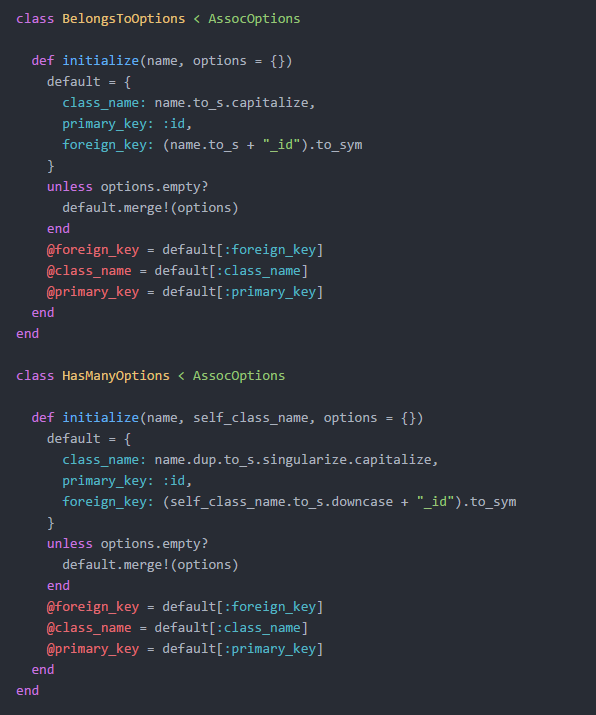 class BelongsToOptions < AssocOptions

  def initialize(name, options = {})
    default = {
      class_name: name.to_s.capitalize,
      primary_key: :id,
      foreign_key: (name.to_s + "_id").to_sym
    }
    unless options.empty?
      default.merge!(options)
    end
    @foreign_key = default[:foreign_key]
    @class_name = default[:class_name]
    @primary_key = default[:primary_key]
  end
end

class HasManyOptions < AssocOptions

  def initialize(name, self_class_name, options = {})
    default = {
      class_name: name.dup.to_s.singularize.capitalize,
      primary_key: :id,
      foreign_key: (self_class_name.to_s.downcase + "_id").to_sym
    }
    unless options.empty?
      default.merge!(options)
    end
    @foreign_key = default[:foreign_key]
    @class_name = default[:class_name]
    @primary_key = default[:primary_key]
  end
end